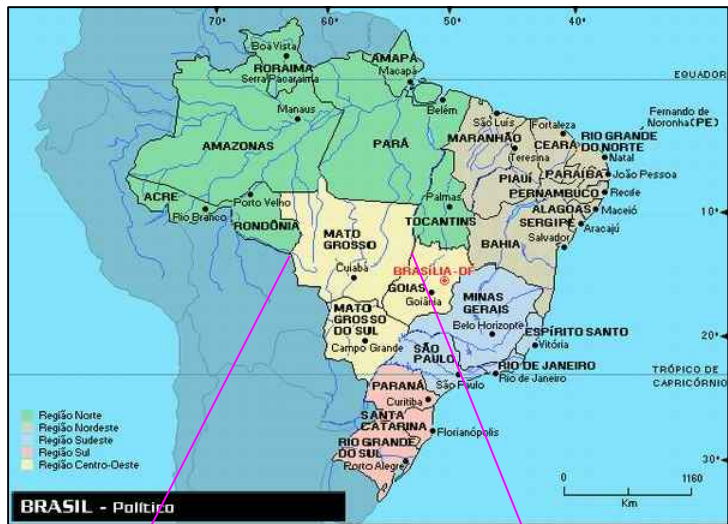 70°
60°
50°
40°
Boa Vista
RORAIMA
Serra Pacaraima
AMAPÁ
Macapá
EQUADOR
Manaus
Belém
São Luís
Fortaleza
Fernando de
Noronha(PE)
AMAZONAS
PARÁ
MARANHÃO
CEARÁ
RIO GRANDE
DO NORTE
Teresina
Natal
PIAUÍ
PARAÍBA
João Pessoa
ACRE
Porto Velho
Palmas
PERNAMBUCO
Recife
Rio Branco
RONDÔNIA
TOCANTINS
ALAGOAS
Maceió
SERGIPE
Aracajú
10°
MATO
GROSSO
BAHIA
Salvador
Cuiabá
BRASÍLIA-DF
GOIÁS
Goiânia
MINAS
GERAIS
MATO
GROSSO
DO SUL
Belo Horizonte
ESPÍRITO SANTO
Vitória
20°
Campo Grande
SÃO
PAULO
RIO DE JANEIRO
Rio de Janeiro
São Paulo
TRÓPICO DE
CAPRICÓRNIO
PARANÁ
Curitiba
SANTA
CATARINA
Florianópolis
RIO GRANDE
DO SUL
Porto Alegre
30°
Região Norte
Região Nordeste
Região Sudeste
Região Sul
Região Centro-Oeste
0
1160
Km
BRASIL - Político